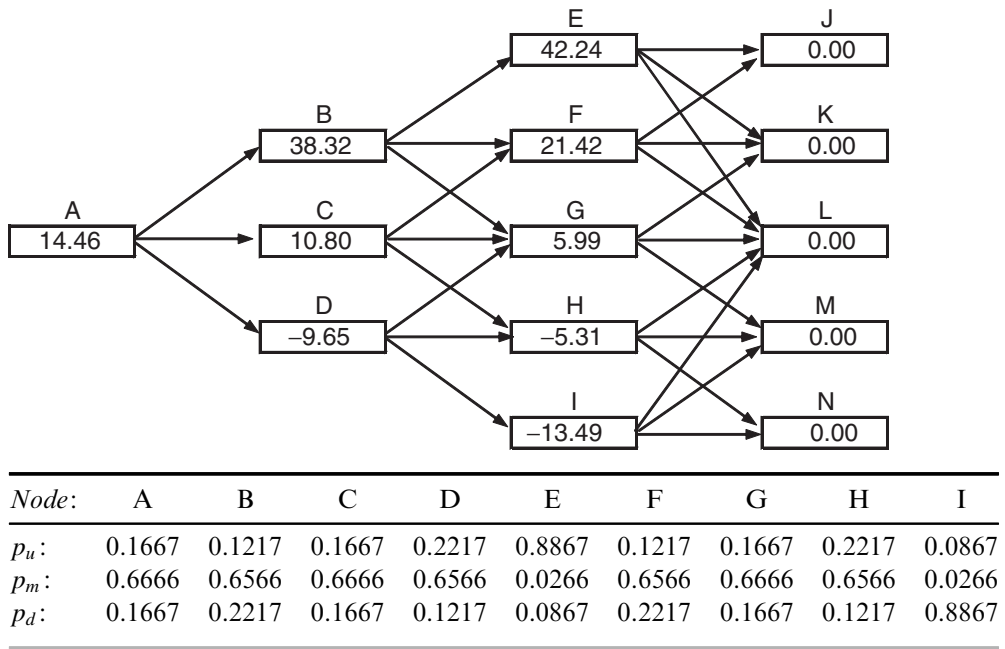 E J
42.24 0.00
B F K
38.32 21.42 0.00
A C G L
14.46 10.80 5.99 0.00
D H M
−9.65 −5.31 0.00
I N
−13.49 0.00
Node: A B C D E F G H I
pu: 0.1667 0.1217 0.1667 0.2217 0.8867 0.1217 0.1667 0.2217 0.0867
pm: 0.6666 0.6566 0.6666 0.6566 0.0266 0.6566 0.6666 0.6566 0.0266
pd: 0.1667 0.2217 0.1667 0.1217 0.0867 0.2217 0.1667 0.1217 0.8867